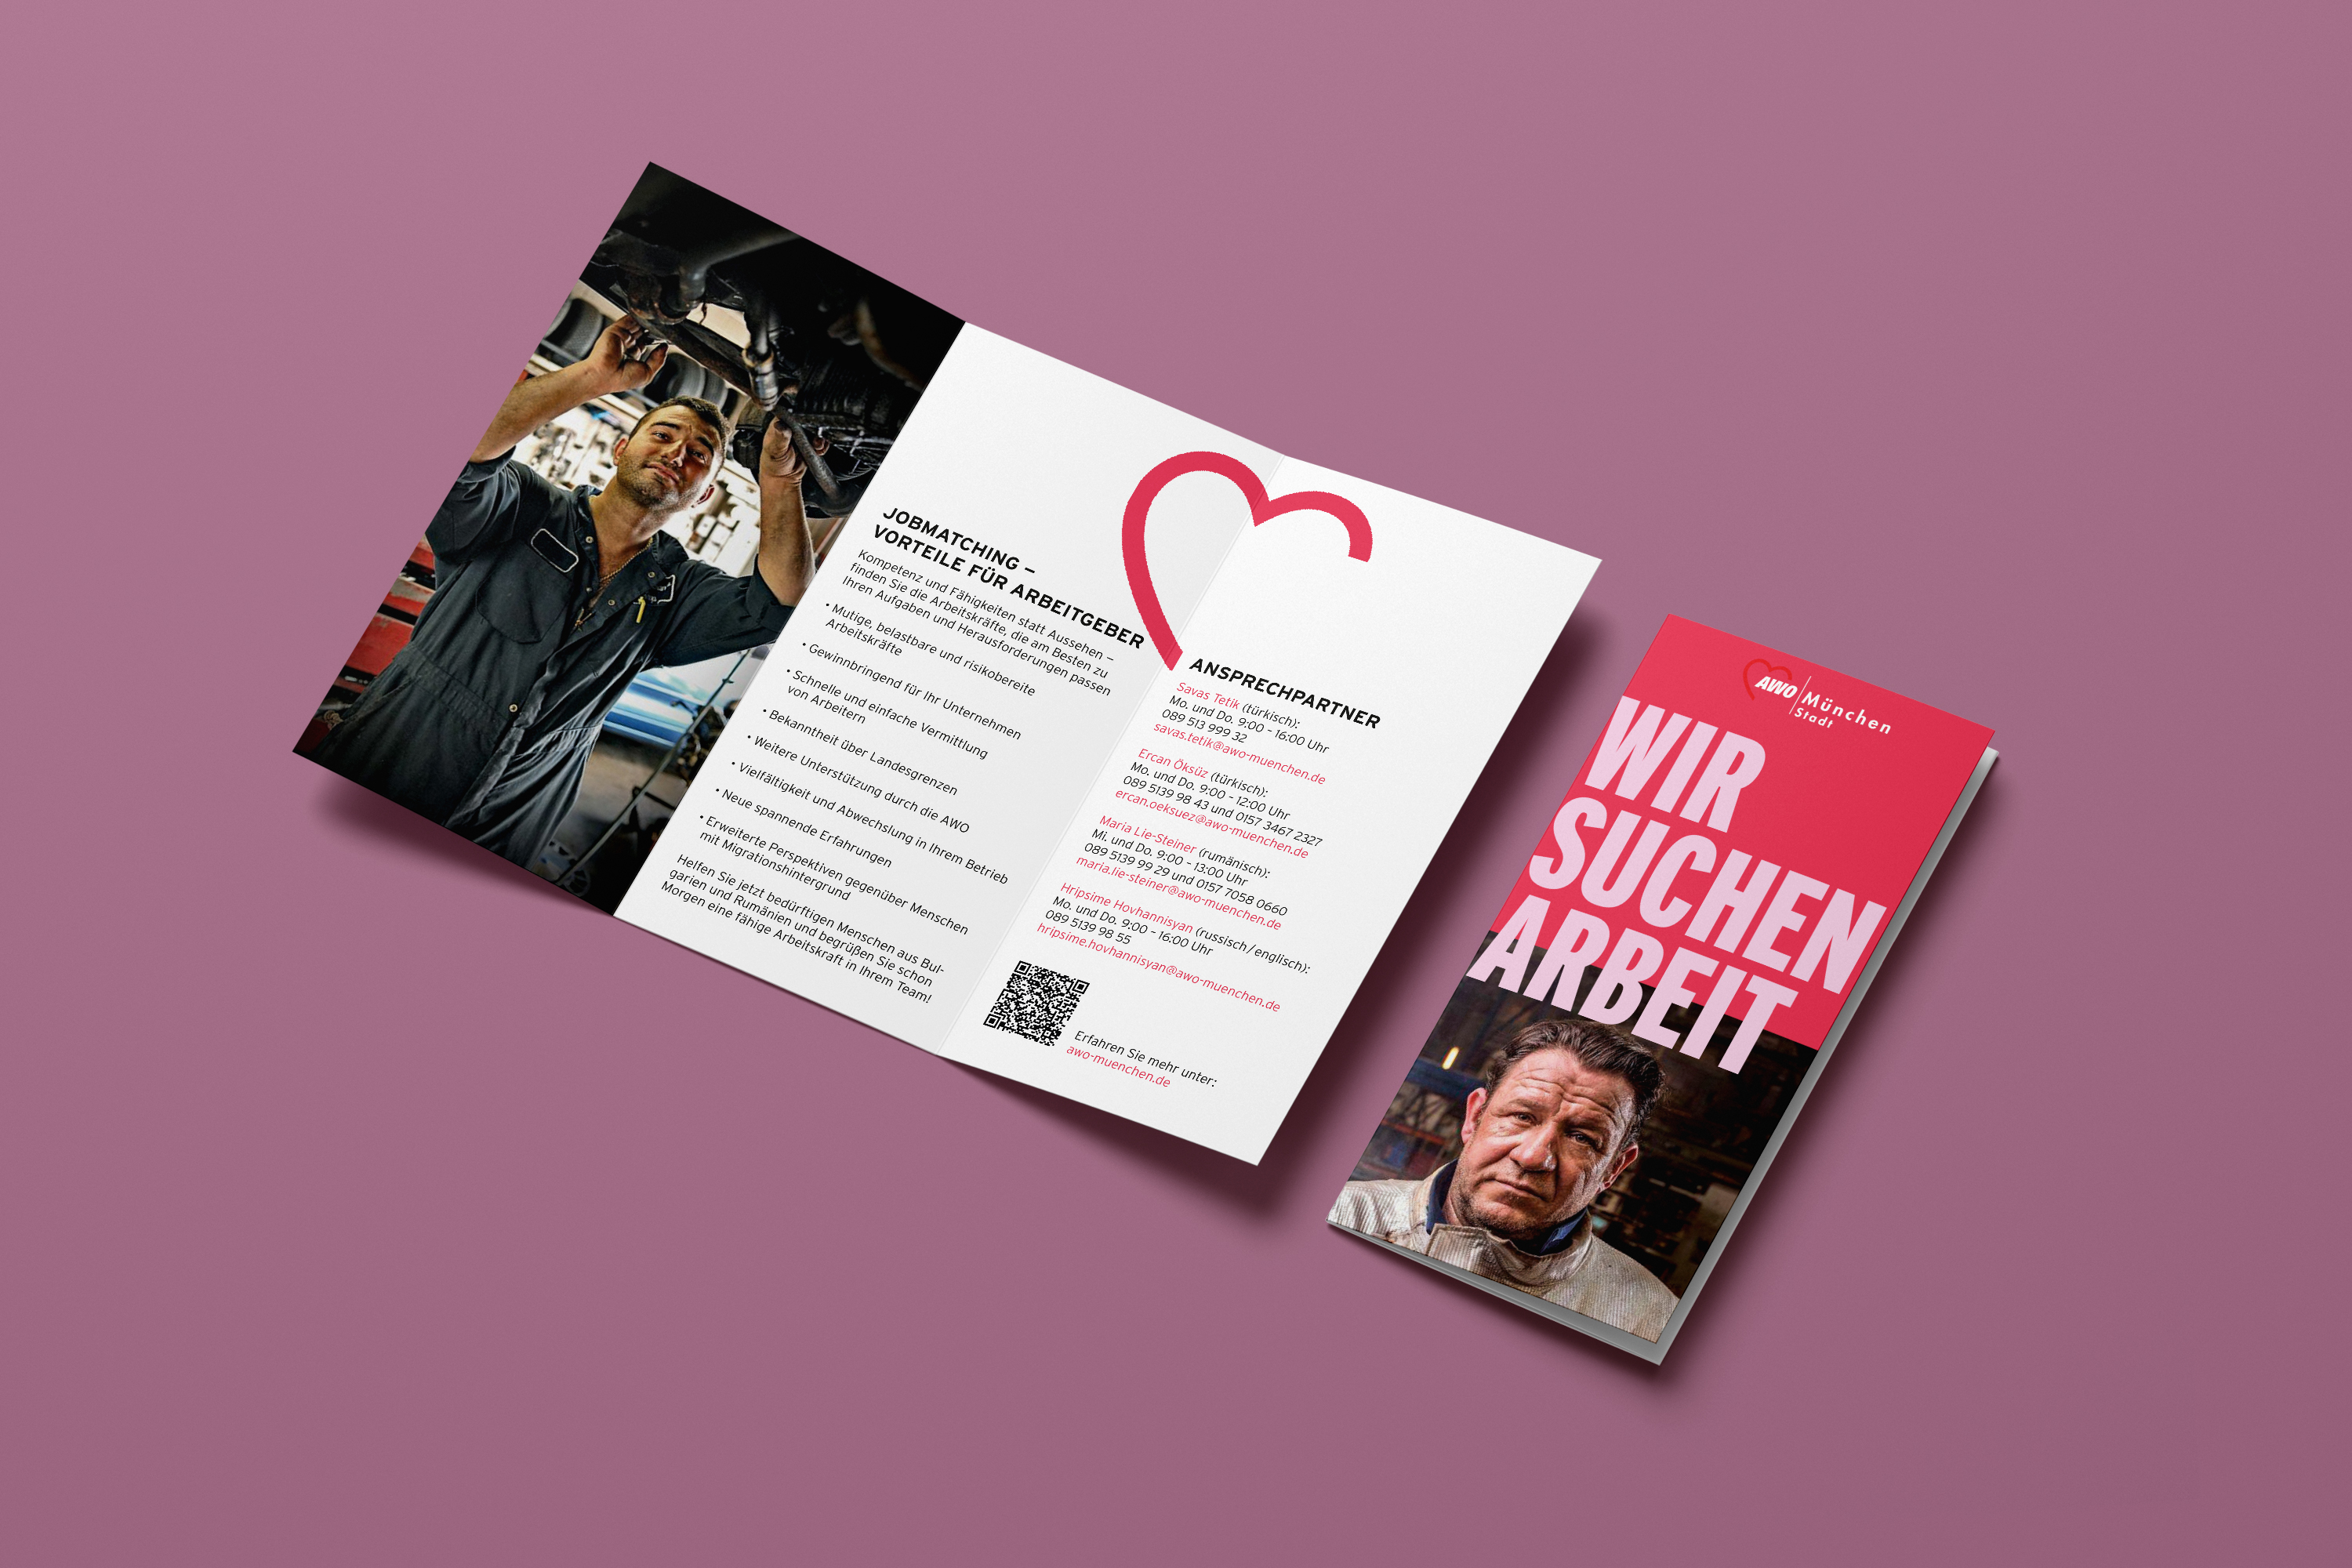 JOBMATCHING –
VORTEILE FÜR ARBEITGEBER
Kompetenz und Fähigkeiten statt Aussehen –
finden Sie die Arbeitskräfte, die am Besten zu
Ihren Aufgaben und Herausforderungen passen
• Mutige, belastbare und risikobereite
Arbeitskräfte
• Gewinnbringend für Ihr Unternehmen
• Schnelle und einfache Vermittlung
von Arbeitern
• Bekanntheit über Landesgrenzen
• Weitere Unterstützung durch die AWO
• Vielfältigkeit und Abwechslung in Ihrem Betrieb
• Neue spannende Erfahrungen
• Erweiterte Perspektiven gegenüber Menschen
mit Migrationshintergrund
Helfen Sie jetzt bedürftigen Menschen aus Bul-
garien und Rumänien und begrüßen Sie schon
Morgen eine fähige Arbeitskraft in Ihrem Team!
ANSPRECHPARTNER
Savas Tetik (türkisch):
Mo. und Do. 9:00 - 16:00 Uhr
089 513 999 32
savas.tetik@awo-muenchen.de
Ercan Öksüz (türkisch):
Mo. und Do. 9:00 - 12:00 Uhr
089 5139 98 43 und 0157 3467 2327
ercan.oeksuez@awo-muenchen.de
Maria Lie-Steiner (rumänisch):
Mi. und Do. 9:00 - 13:00 Uhr
089 5139 99 29 und 0157 7058 0660
maria.lie-steiner@awo-muenchen.de
Hripsime Hovhannisyan (russisch/englisch):
Mo. und Do. 9:00 - 16:00 Uhr
089 5139 98 55
hripsime.hovhannisyan@awo-muenchen.de
Erfahren Sie mehr unter:
awo-muenchen.de
AWO München
Stadt
WIR
SUCHEN
ARBEIT